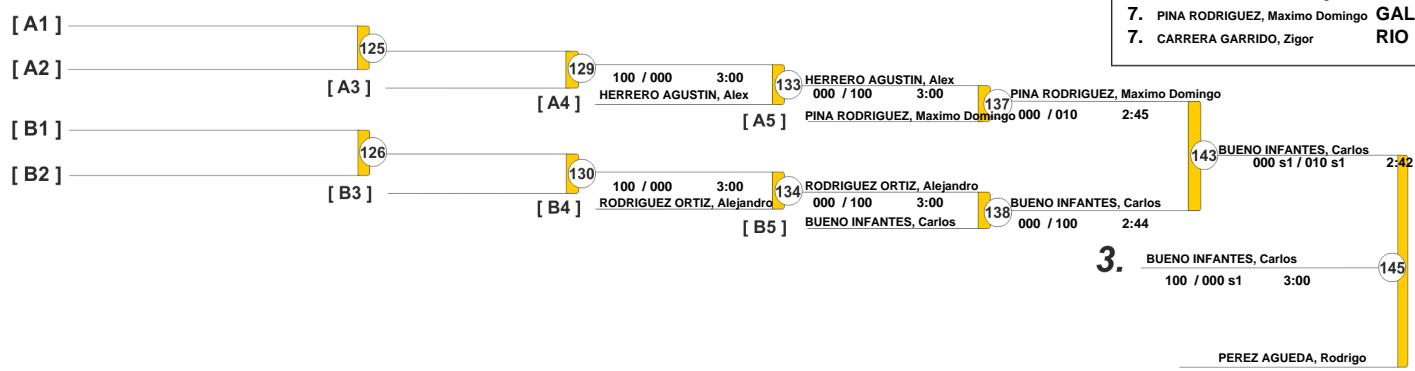 7. PINA RODRIGUEZ, Maximo Domingo GAL
7. CARRERA GARRIDO, Zigor RIO
[ A1 ]
125
[ A2 ]
129
100 / 000 3:00
133
HERRERO AGUSTIN, Alex
000 / 100 3:00
137
PINA RODRIGUEZ, Maximo Domingo
000 / 010 2:45
[ A3 ]
HERRERO AGUSTIN, Alex
[ A4 ]
[ A5 ]
PINA RODRIGUEZ, Maximo Domingo
[ B1 ]
126
143
BUENO INFANTES, Carlos
000 s1 / 010 s1 2:42
[ B2 ]
130
100 / 000 3:00
134
RODRIGUEZ ORTIZ, Alejandro
000 / 100 3:00
138
BUENO INFANTES, Carlos
000 / 100 2:44
[ B3 ]
RODRIGUEZ ORTIZ, Alejandro
[ B4 ]
[ B5 ]
BUENO INFANTES, Carlos
3.
BUENO INFANTES, Carlos
100 / 000 s1 3:00
145
PEREZ AGUEDA, Rodrigo